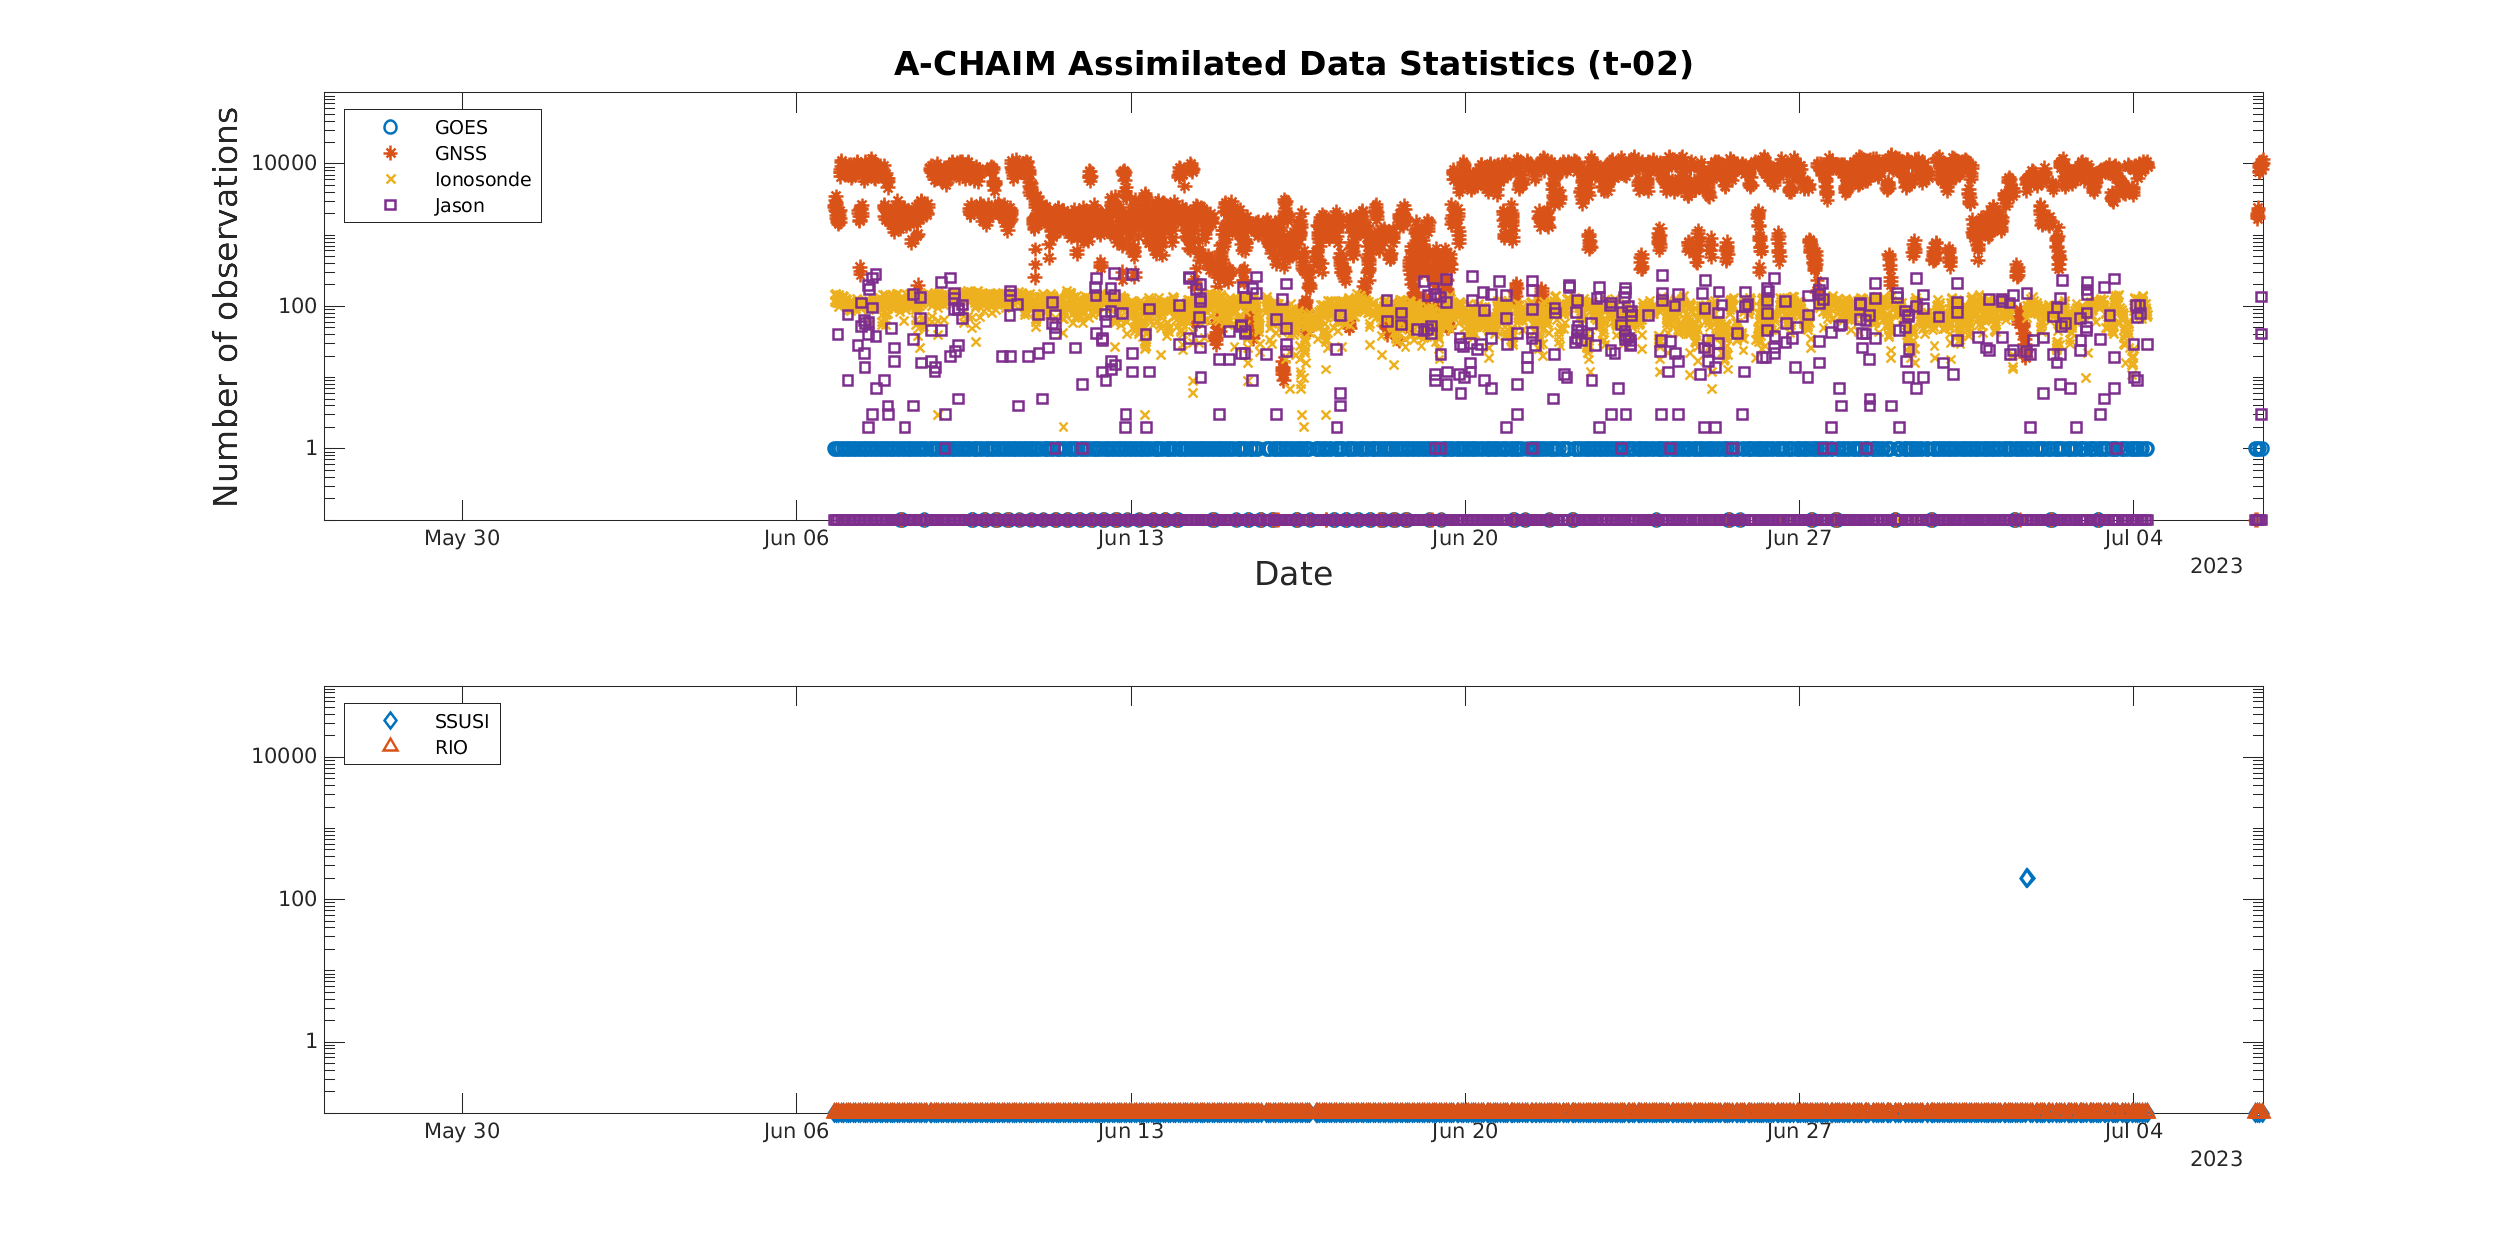 A-CHAIM Assimilated Data Statistics (t-02)
Number of observations
GOES
GNSS
Ionosonde
Jason
10000
100
1
May 30 Jun 06 Jun 13 Jun 20 Jun 27 Jul 04
2023
Date
SSUSI
RIO
10000
100
1
May 30 Jun 06 Jun 13 Jun 20 Jun 27 Jul 04
2023